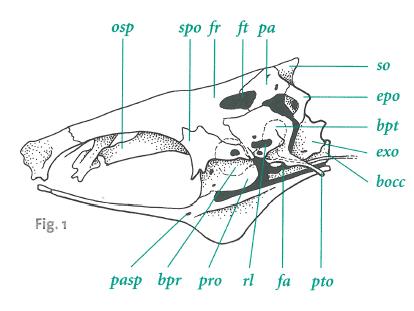 osp spo fr ft pa
so
epo
bpt
exo
bocc
Fig. 1
pasp bpr pro rl fa pto